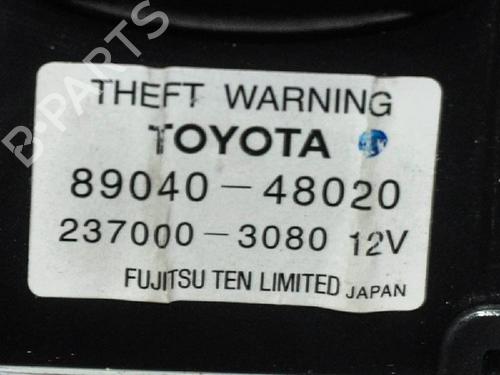 THEFT WARNING
TOYOTA
89040-48020
237000-3080 12V
FUJITSU TEN LIMITED JAPAN
B-PARTS